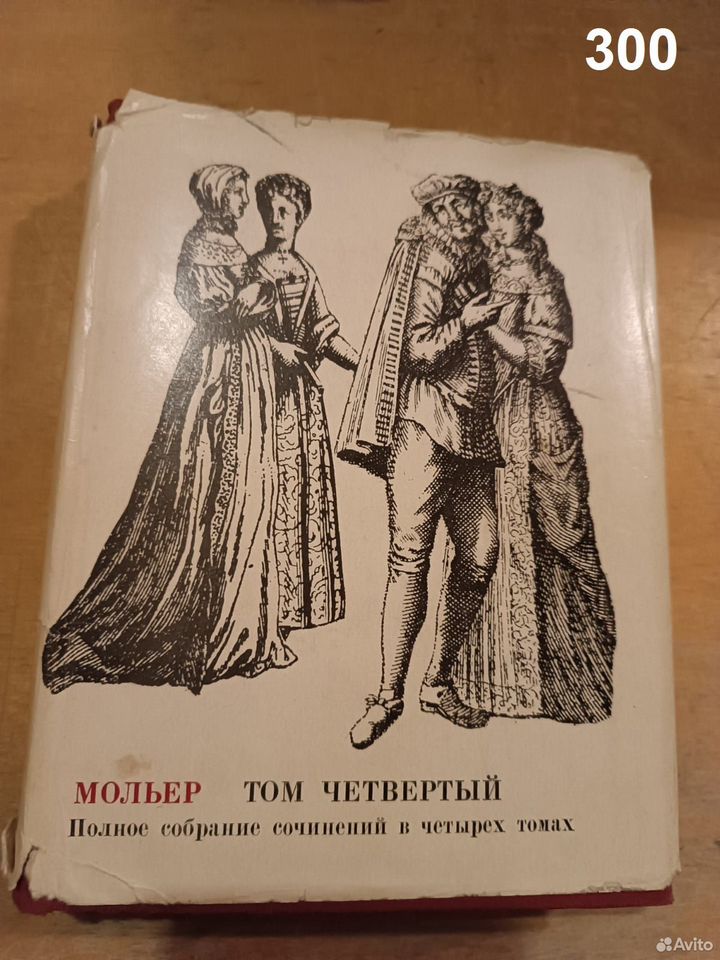 300
МОЛЬЕР ТОМ ЧЕТВЕРТЫЙ
Полное собрание сочинений в четырех томах
Avito